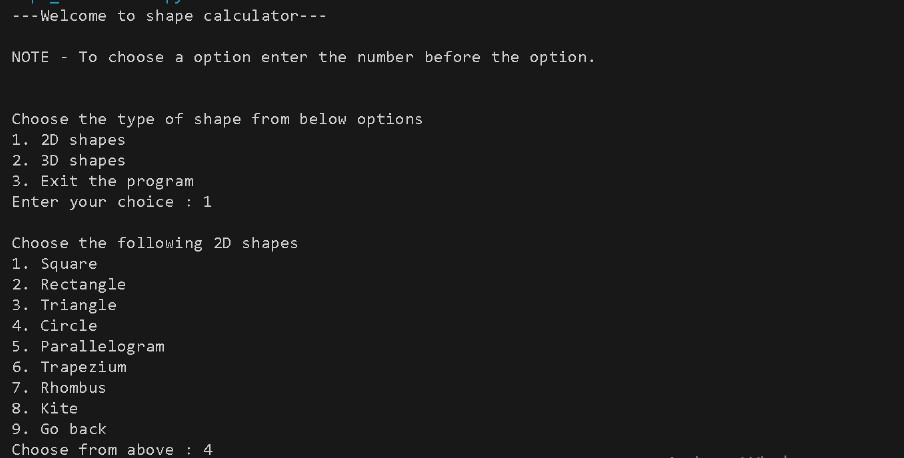 ---Welcome to shape calculator---
NOTE - To choose a option enter the number before the option.
Choose the type of shape from below options
1. 2D shapes
2. 3D shapes
3. Exit the program
Enter your choice : 1
Choose the following 2D shapes
1. Square
2. Rectangle
3. Triangle
4. Circle
5. Parallelogram
6. Trapezium
7. Rhombus
8. Kite
9. Go back
Choose from above : 4